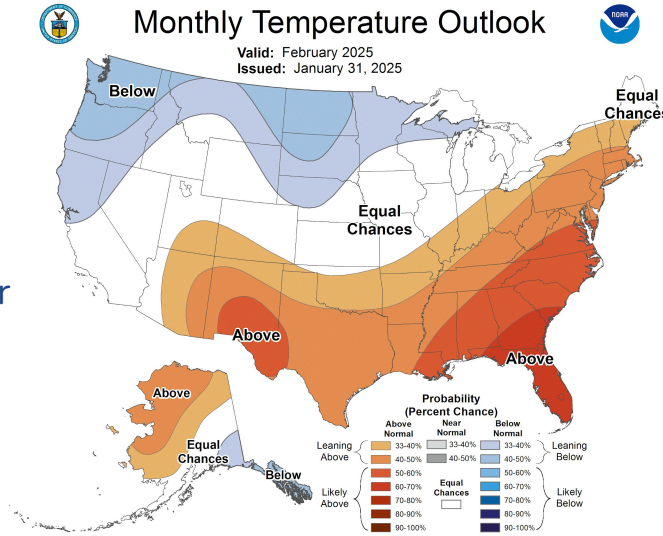 Monthly Temperature Outlook
NOAA
Valid: February 2025
Issued: January 31, 2025
Below
Equal
Chances
Equal
Chances
r
Above
Above
Above
Equal
Chances
Below
Probability
(Percent Chance)
Above
Normal
Near
Normal
Below
Normal
Leaning
Above
33-40%
40-50%
33-40%
40-50%
33-40%
40-50%
Leaning
Below
Likely
Above
50-60%
60-70%
70-80%
80-90%
90-100%
Equal
Chances
50-60%
60-70%
70-80%
80-90%
90-100%
Likely
Below